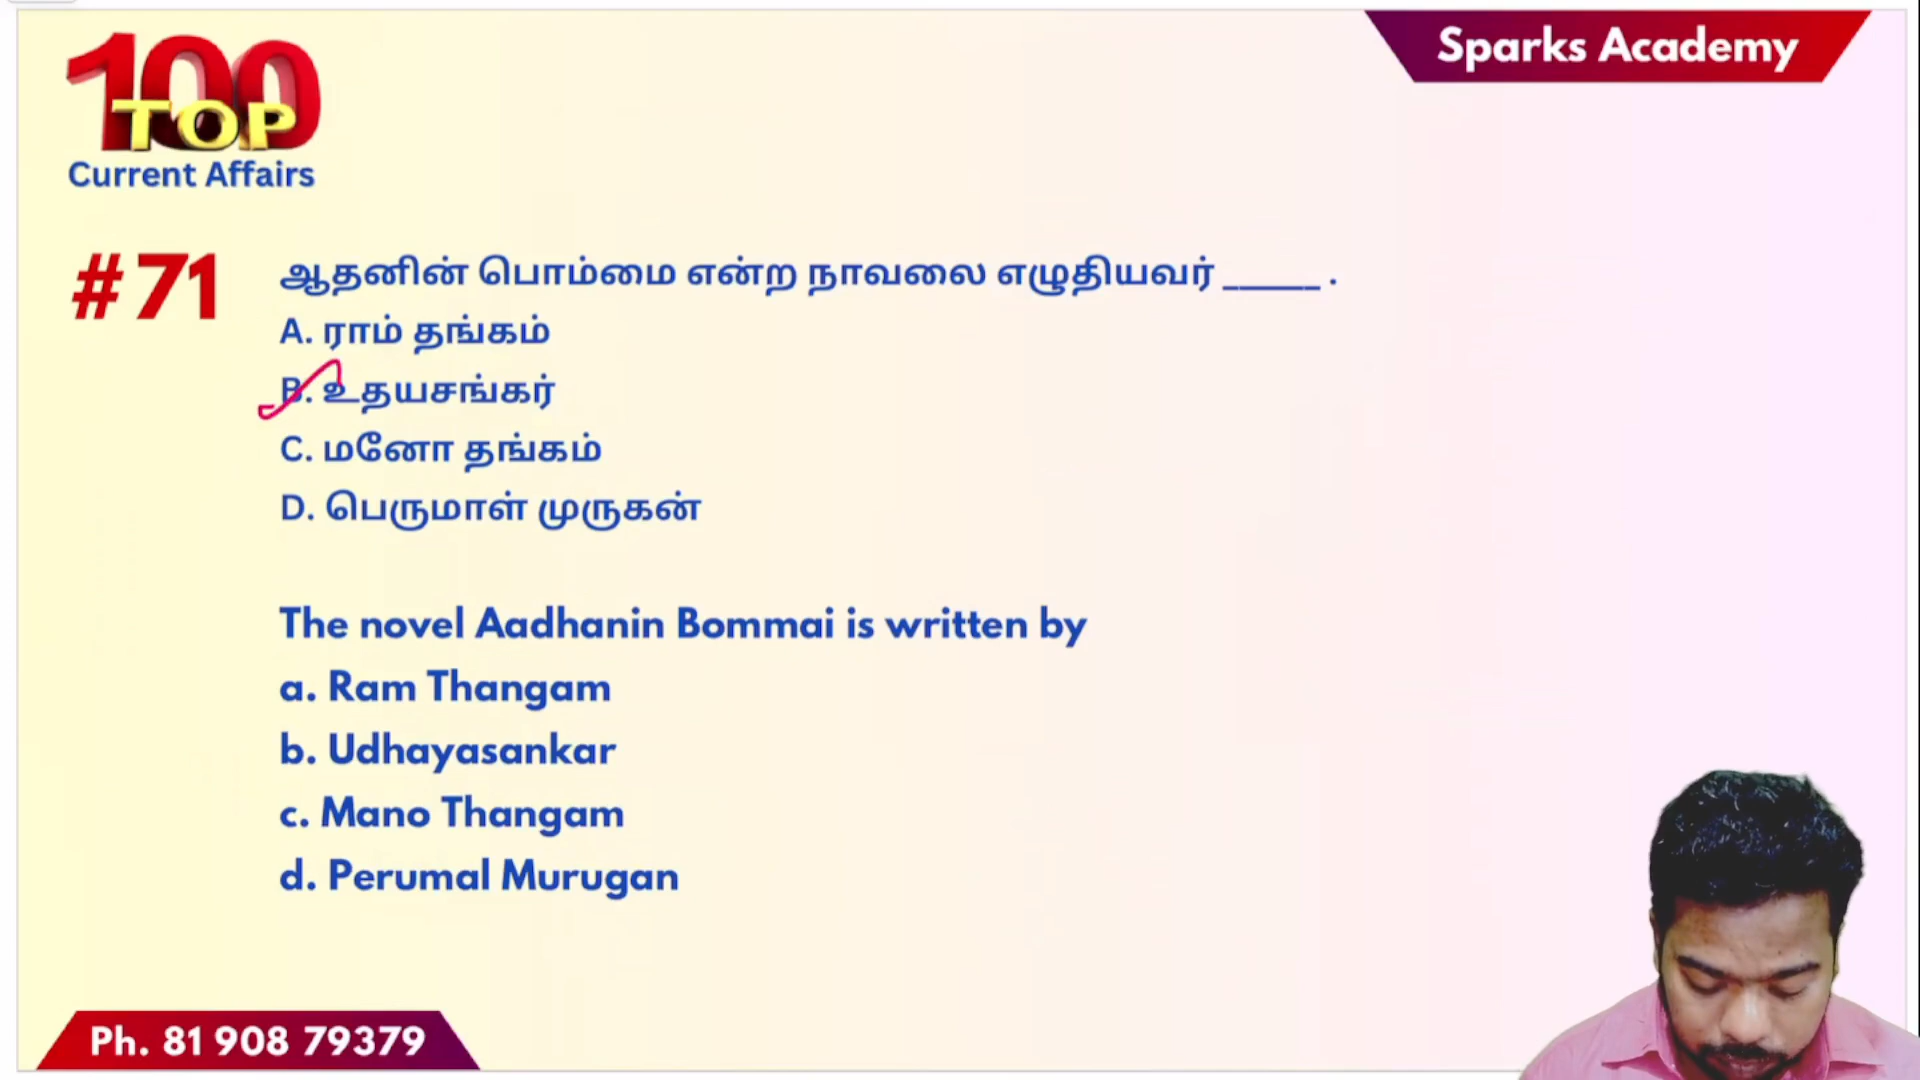 Sparks Academy
100
TOP
Current Affairs
#71
ஆதனின் பொம்மை என்ற நாவலை எழுதியவர் _____ .
A. ராம் தங்கம்
B. உதயசங்கர்
C. மனோ தங்கம்
D. பெருமாள் முருகன்
The novel Aadhanin Bommai is written by
a. Ram Thangam
b. Udhayasankar
c. Mano Thangam
d. Perumal Murugan
Ph. 81 908 79379